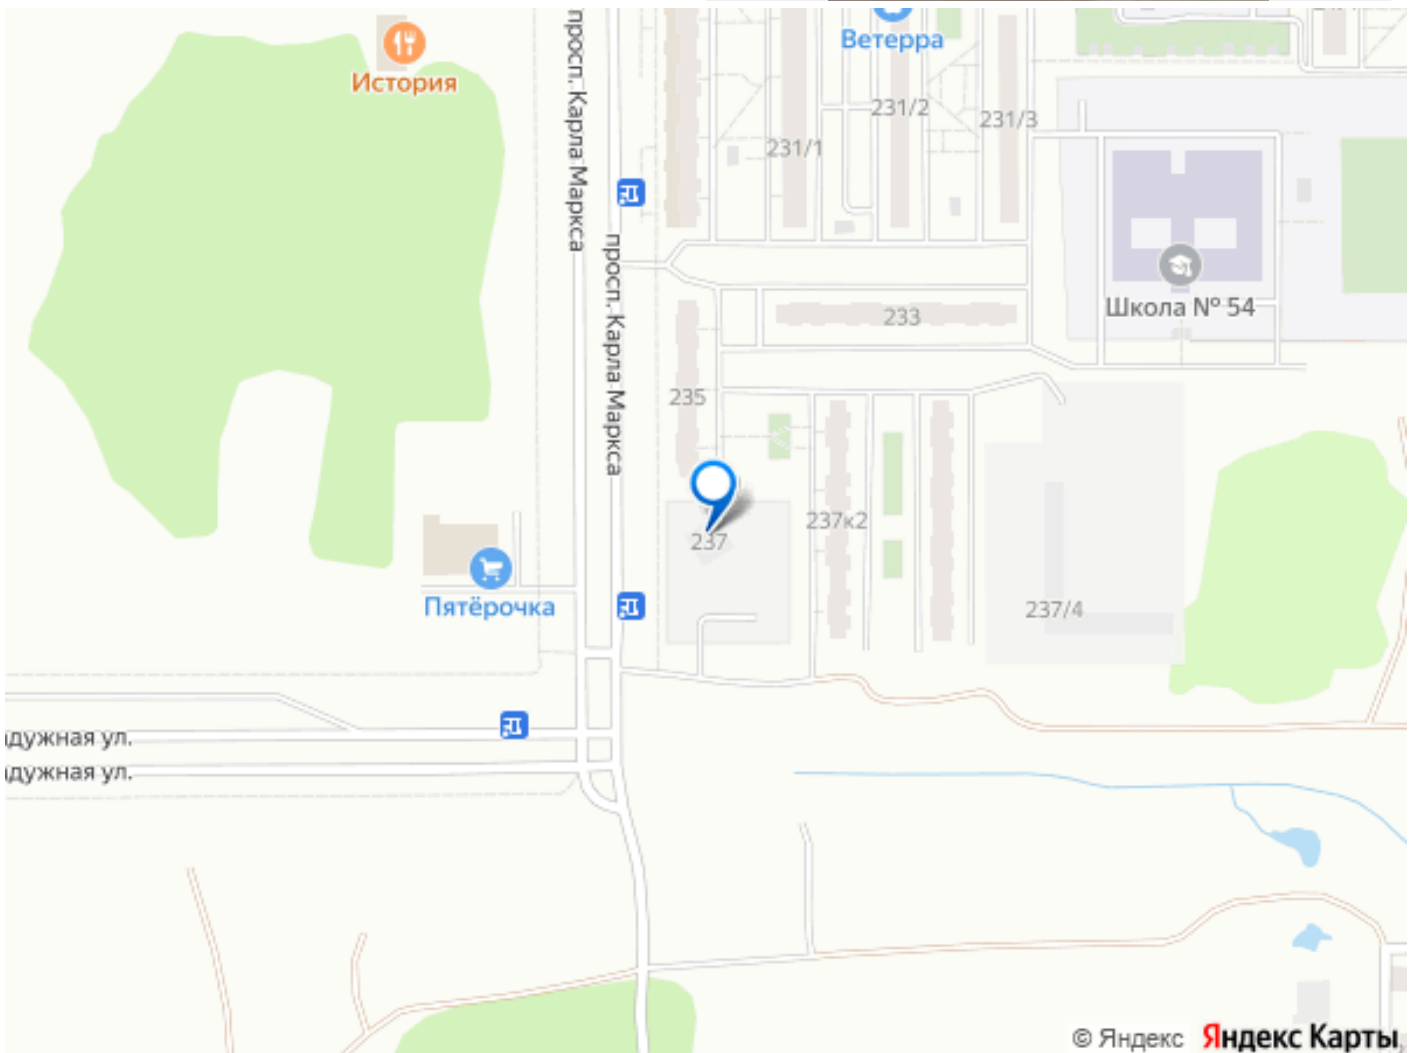 История
просп. Карла Маркса
просп. Карла Маркса
Ветерра
231/1
231/2
231/3
Школа № 54
233
235
237
237к2
237/4
Пятёрочка
дужная ул.
дужная ул.
© Яндекс Яндекс Карты